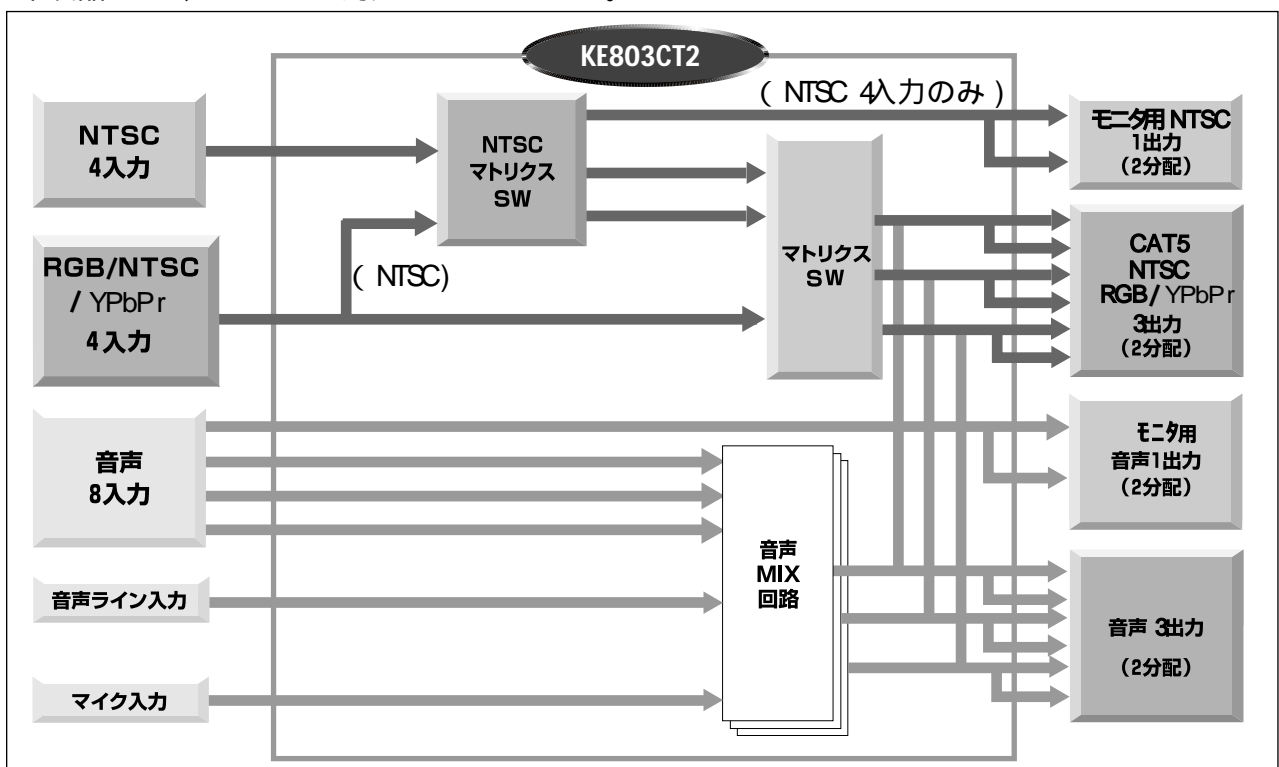 KE803CT2
( NTSC 4入力のみ )
NTSC
4入力
NTSC
マトリクス
SW
モニタ用 NTSC
1出力
(2分配)
RGB/NTSC
/ YPbPr
4入力
( NTSC)
マトリクス
SW
CAT5
NTSC
RGB/ YPbPr
3出力
(2分配)
音声
8入力
モニタ用
音声1出力
(2分配)
音声
MIX
回路
音声ライン入力
音声 3出力
(2分配)
マイク入力